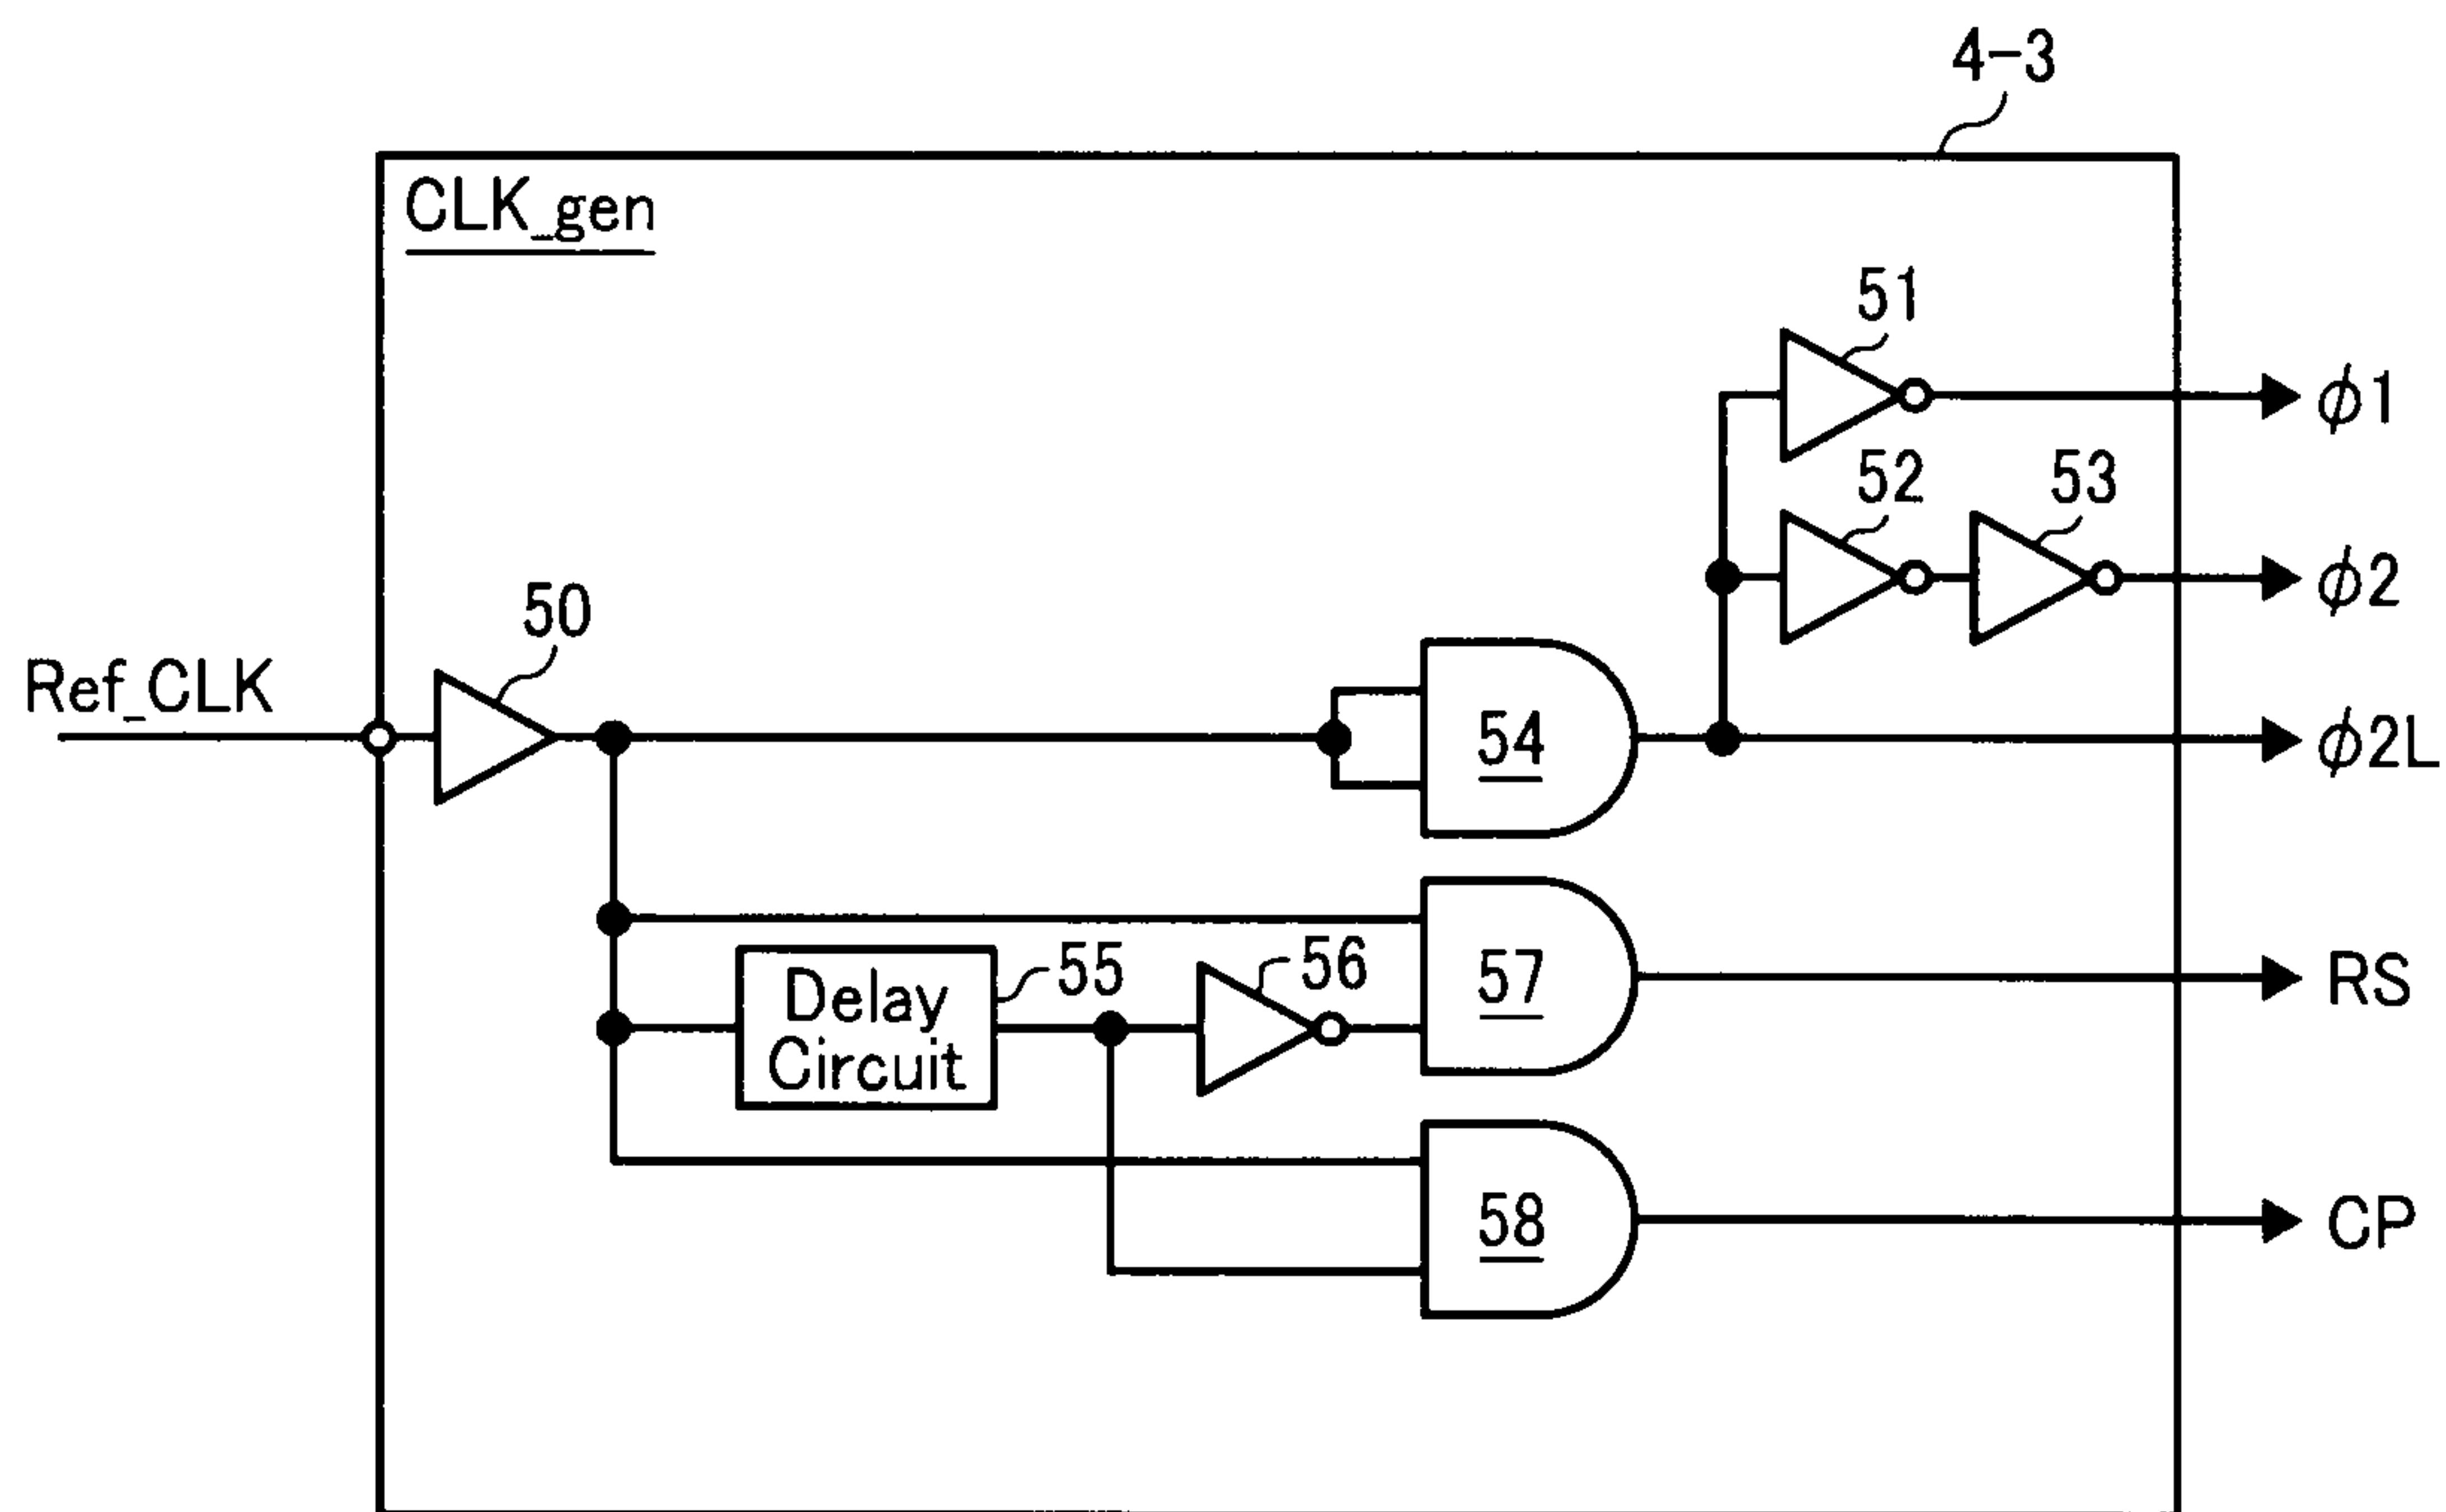 4-3
CLK_gen
51
ϕ1
52
53
ϕ2
50
Ref_CLK
54
ϕ2L
55
56
57
Delay
Circuit
RS
58
CP